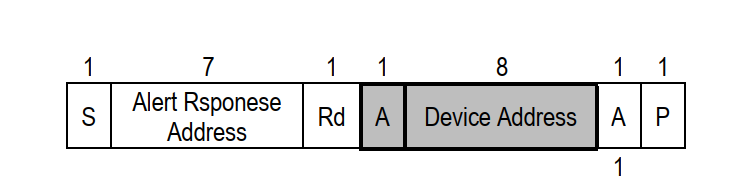 1 7 1 1 8 1 1
S Alert Rsponese Address Rd A Device Address A P
1